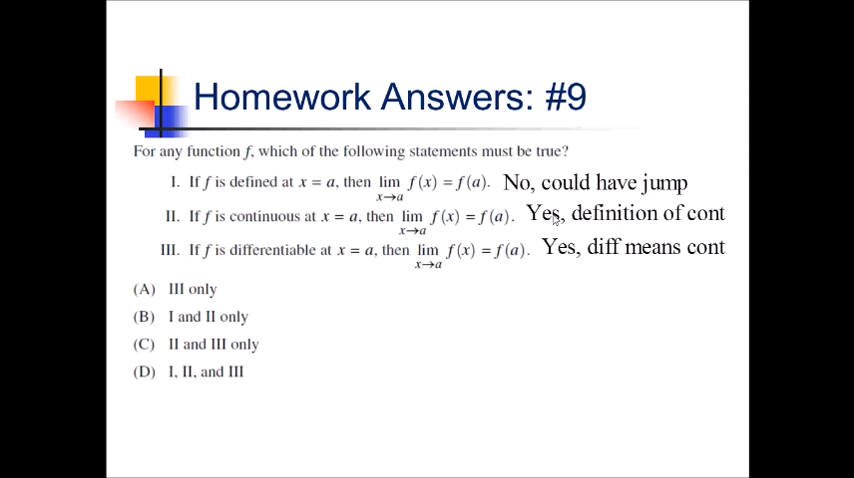 Homework Answers: #9
For any function f, which of the following statements must be true?
I. If f is defined at x = a, then lim f(x) = f(a). No, could have jump
x→a
II. If f is continuous at x = a, then lim f(x) = f(a). Yes, definition of cont
x→a
III. If f is differentiable at x = a, then lim f(x) = f(a). Yes, diff means cont
x→a
(A) III only
(B) I and II only
(C) II and III only
(D) I, II, and III